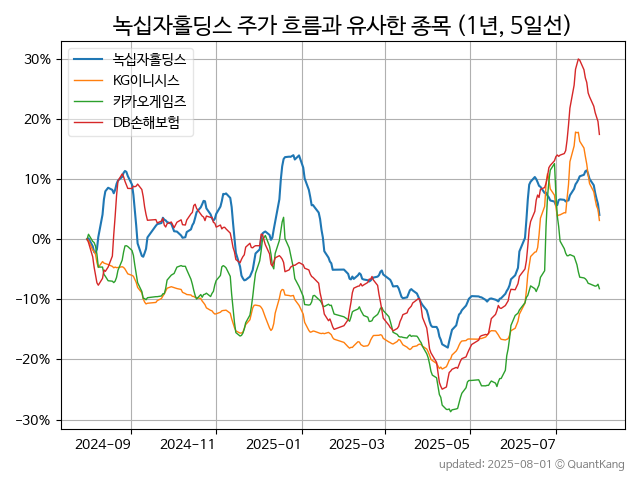 녹십자홀딩스 주가 흐름과 유사한 종목 (1년, 5일선)
녹십자홀딩스
KG이니시스
카카오게임즈
DB손해보험
30%
20%
10%
0%
−10%
−20%
−30%
2024−09
2024−11
2025−01
2025−03
2025−05
2025−07
updated: 2025-08-01 © QuantKang